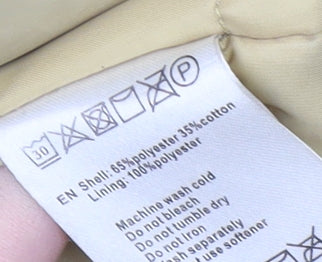 30 P
EN Shell: 65%polyester 35%cotton
Lining: 100%polyester
Machine wash cold
Do not bleach
Do not tumble dry
Do not iron
separately
use softener